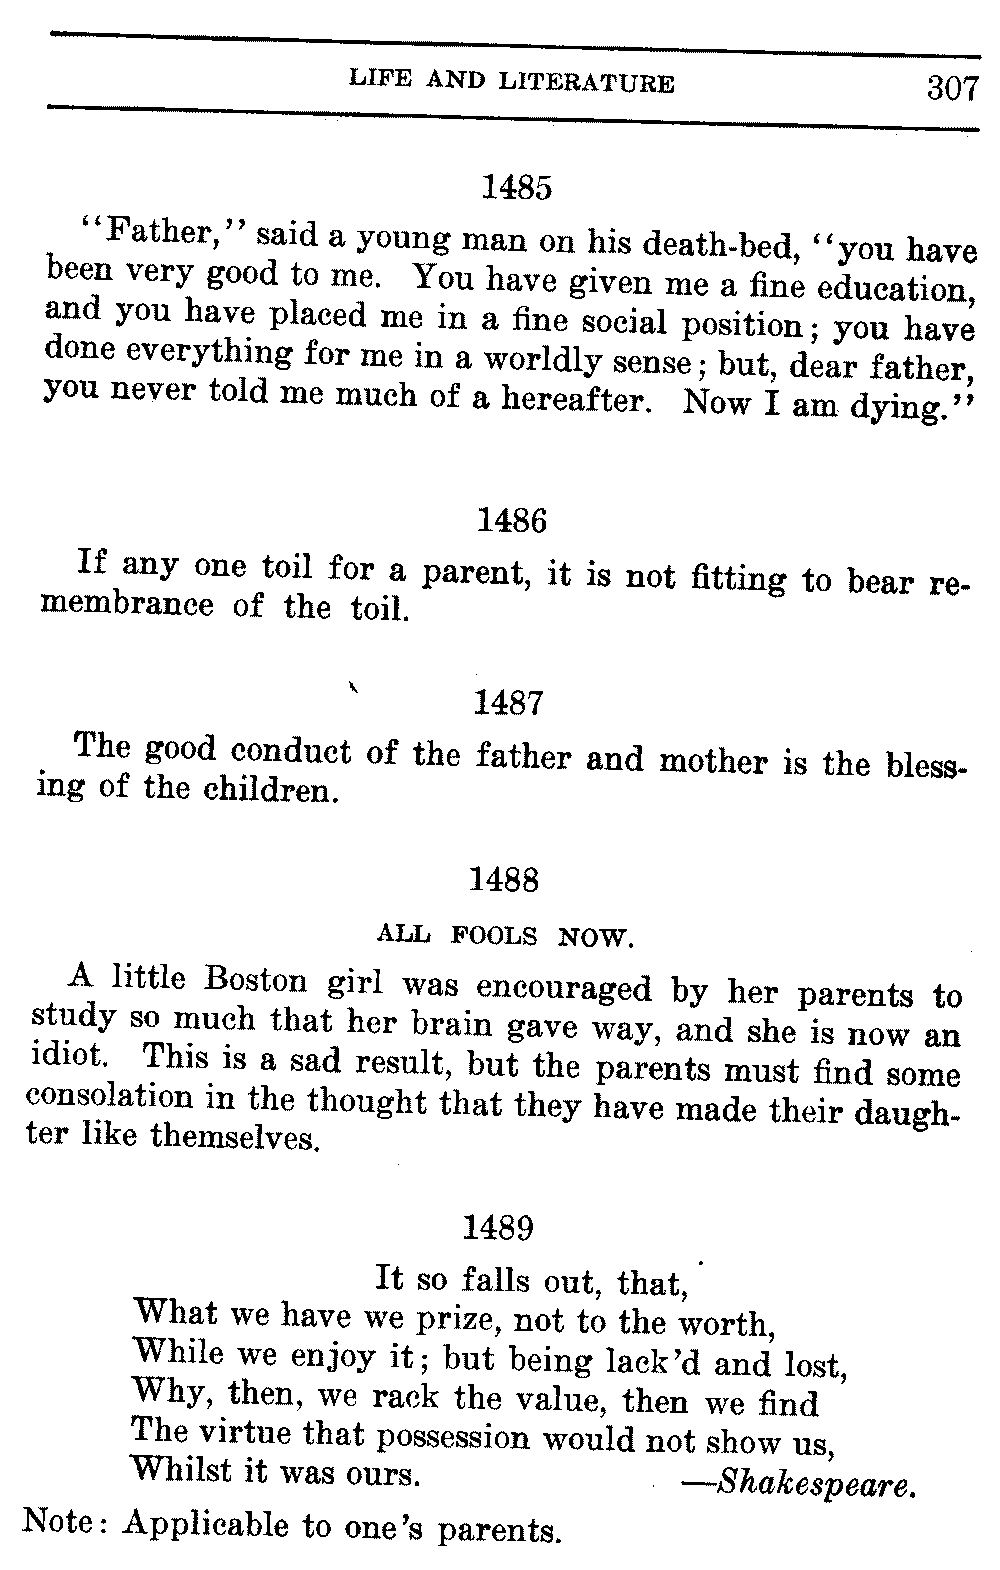 LIFE AND LITERATURE 307
1485
"Father," said a young man on his death-bed, "you have
been very good to me. You have given me a fine education,
and you have placed me in a fine social position; you have
done everything for me in a worldly sense; but, dear father,
you never told me much of a hereafter. Now I am dying."
1486
If any one toil for a parent, it is not fitting to bear re-
membrance of the toil.
1487
The good conduct of the father and mother is the bless-
ing of the children.
1488
ALL FOOLS NOW.
A little Boston girl was encouraged by her parents to
study so much that her brain gave way, and she is now an
idiot. This is a sad result, but the parents must find some
consolation in the thought that they have made their daugh-
ter like themselves.
1489
It so falls out, that,
What we have we prize, not to the worth,
While we enjoy it; but being lack'd and lost,
Why, then, we rack the value, then we find
The virtue that possession would not show us,
Whilst it was ours. —Shakespeare.
Note: Applicable to one's parents.